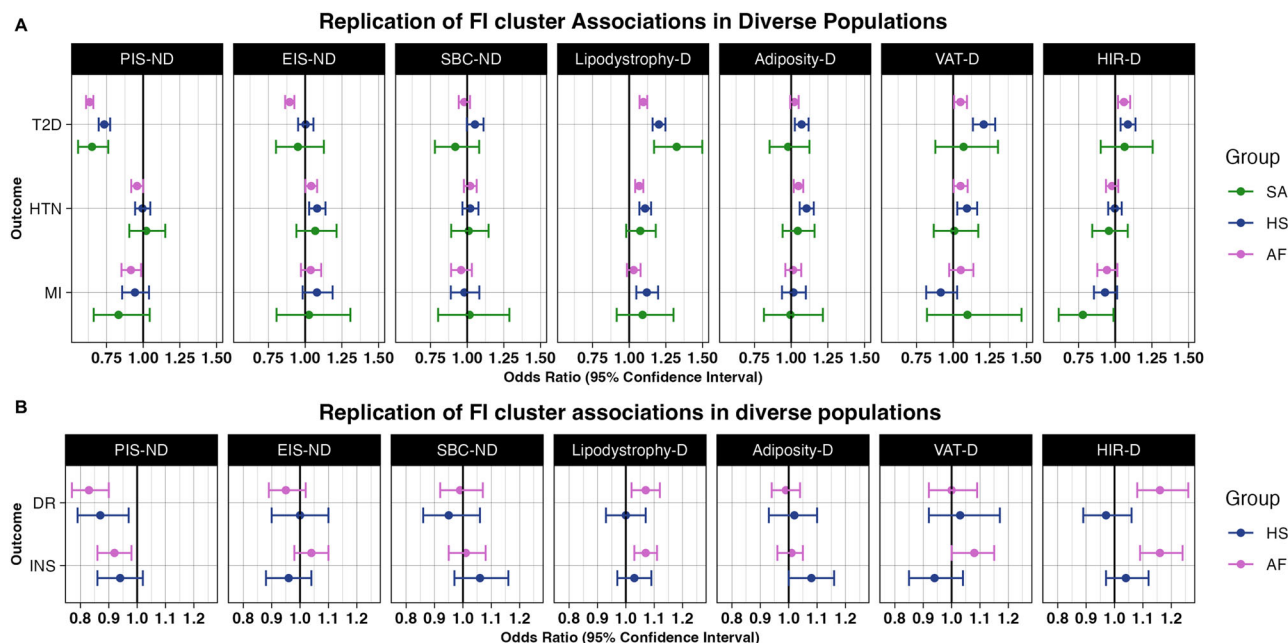 A
Replication of FI cluster Associations in Diverse Populations
PIS-ND EIS-ND SBC-ND Lipodystrophy-D Adiposity-D VAT-D HIR-D
T2D
HTN
MI
Outcome
0.75 1.00 1.25 1.50 0.75 1.00 1.25 1.50 0.75 1.00 1.25 1.50 0.75 1.00 1.25 1.50 0.75 1.00 1.25 1.50 0.75 1.00 1.25 1.50 0.75 1.00 1.25 1.50
Odds Ratio (95% Confidence Interval)
Group
SA
HS
AF
B
Replication of FI cluster associations in diverse populations
PIS-ND EIS-ND SBC-ND Lipodystrophy-D Adiposity-D VAT-D HIR-D
DR
INS
Outcome
0.8 0.9 1.0 1.1 1.2 0.8 0.9 1.0 1.1 1.2 0.8 0.9 1.0 1.1 1.2 0.8 0.9 1.0 1.1 1.2 0.8 0.9 1.0 1.1 1.2 0.8 0.9 1.0 1.1 1.2 0.8 0.9 1.0 1.1 1.2
Odds Ratio (95% Confidence Interval)
Group
HS
AF